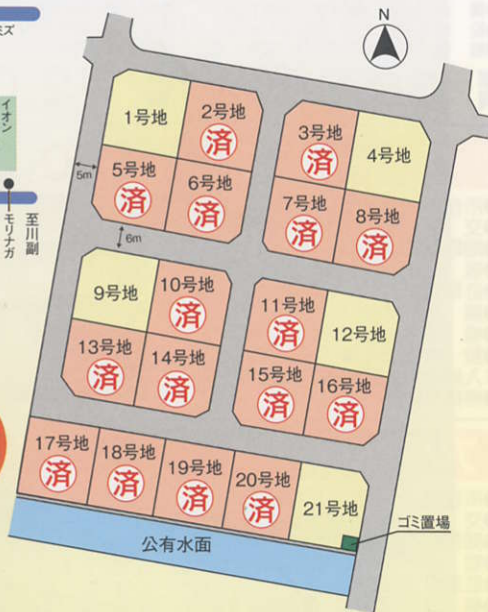 N
ミズ
イオン
モリナガ
至川副
1号地
2号地
済
3号地
済
4号地
5m
5号地
済
6号地
済
7号地
済
8号地
済
6m
9号地
10号地
済
11号地
済
12号地
13号地
済
14号地
済
15号地
済
16号地
済
17号地
済
18号地
済
19号地
済
20号地
済
21号地
ゴミ置場
公有水面